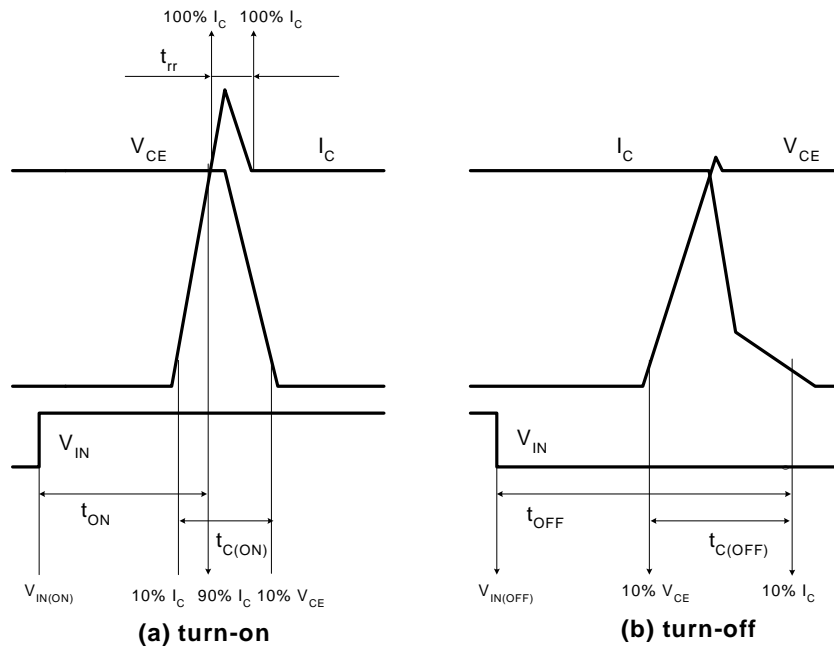 100% I_C 100% I_C
t_rr
V_CE I_C
V_IN
t_ON
t_C(ON)
V_IN(ON) 10% I_C 90% I_C 10% V_CE
(a) turn-on
I_C V_CE
V_IN
t_OFF
t_C(OFF)
V_IN(OFF) 10% V_CE 10% I_C
(b) turn-off